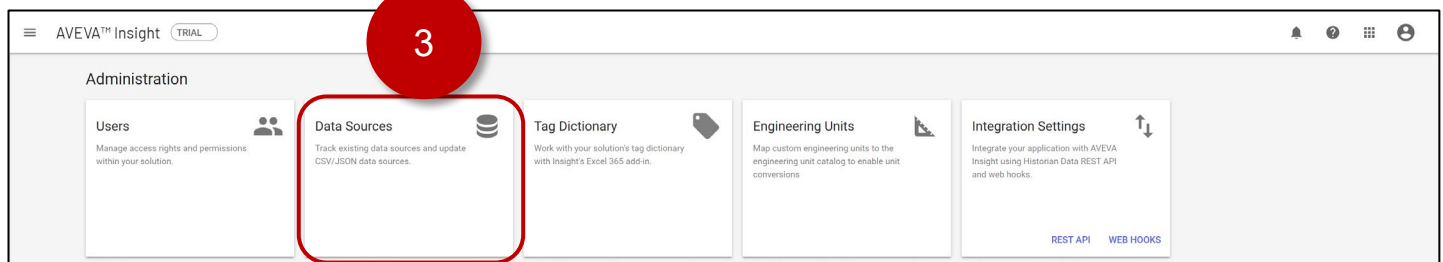 AVEVA™ Insight TRIAL
3
Administration
Users
Manage access rights and permissions
within your solution.
Data Sources
Track existing data sources and update
CSV/JSON data sources.
Tag Dictionary
Work with your solution's tag dictionary
with Insight's Excel 365 add-in.
Engineering Units
Map custom engineering units to the
engineering unit catalog to enable unit
conversions
Integration Settings
Integrate your application with AVEVA
Insight using Historian Data REST API
and web hooks.
REST API WEB HOOKS